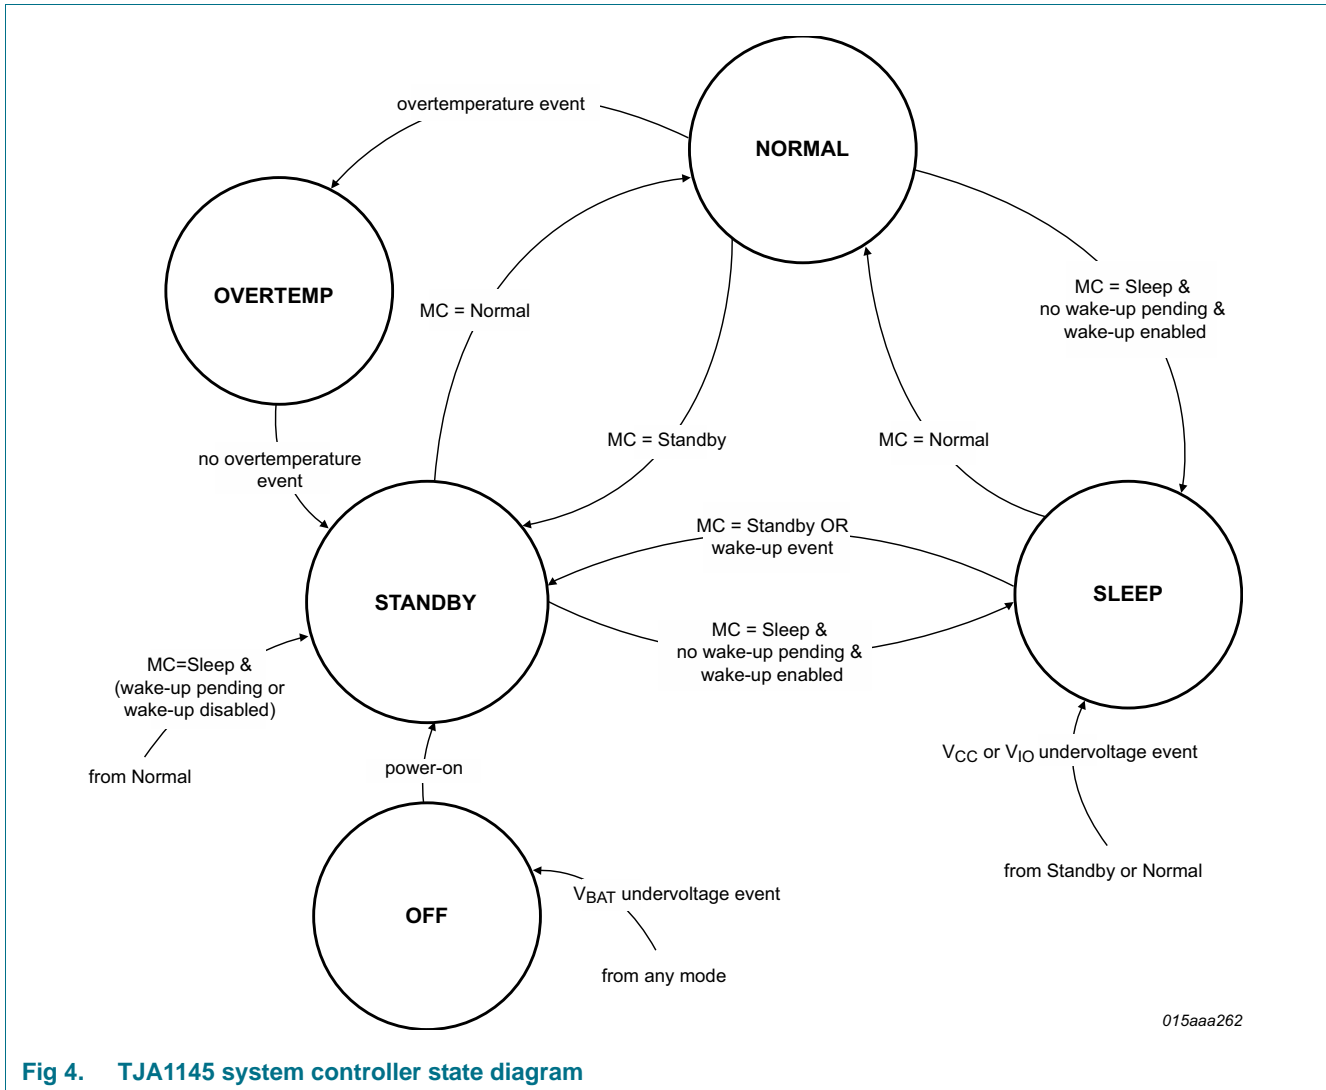 overtemperature event
NORMAL
OVERTEMP
MC = Normal
MC = Sleep &
no wake-up pending &
wake-up enabled
no overtemperature
event
MC = Standby
MC = Normal
MC = Standby OR
wake-up event
STANDBY
SLEEP
MC = Sleep &
no wake-up pending &
wake-up enabled
MC=Sleep &
(wake-up pending or
wake-up disabled)
from Normal
power-on
VCC or VIO undervoltage event
from Standby or Normal
OFF
VBAT undervoltage event
from any mode
015aaa262
Fig 4. TJA1145 system controller state diagram